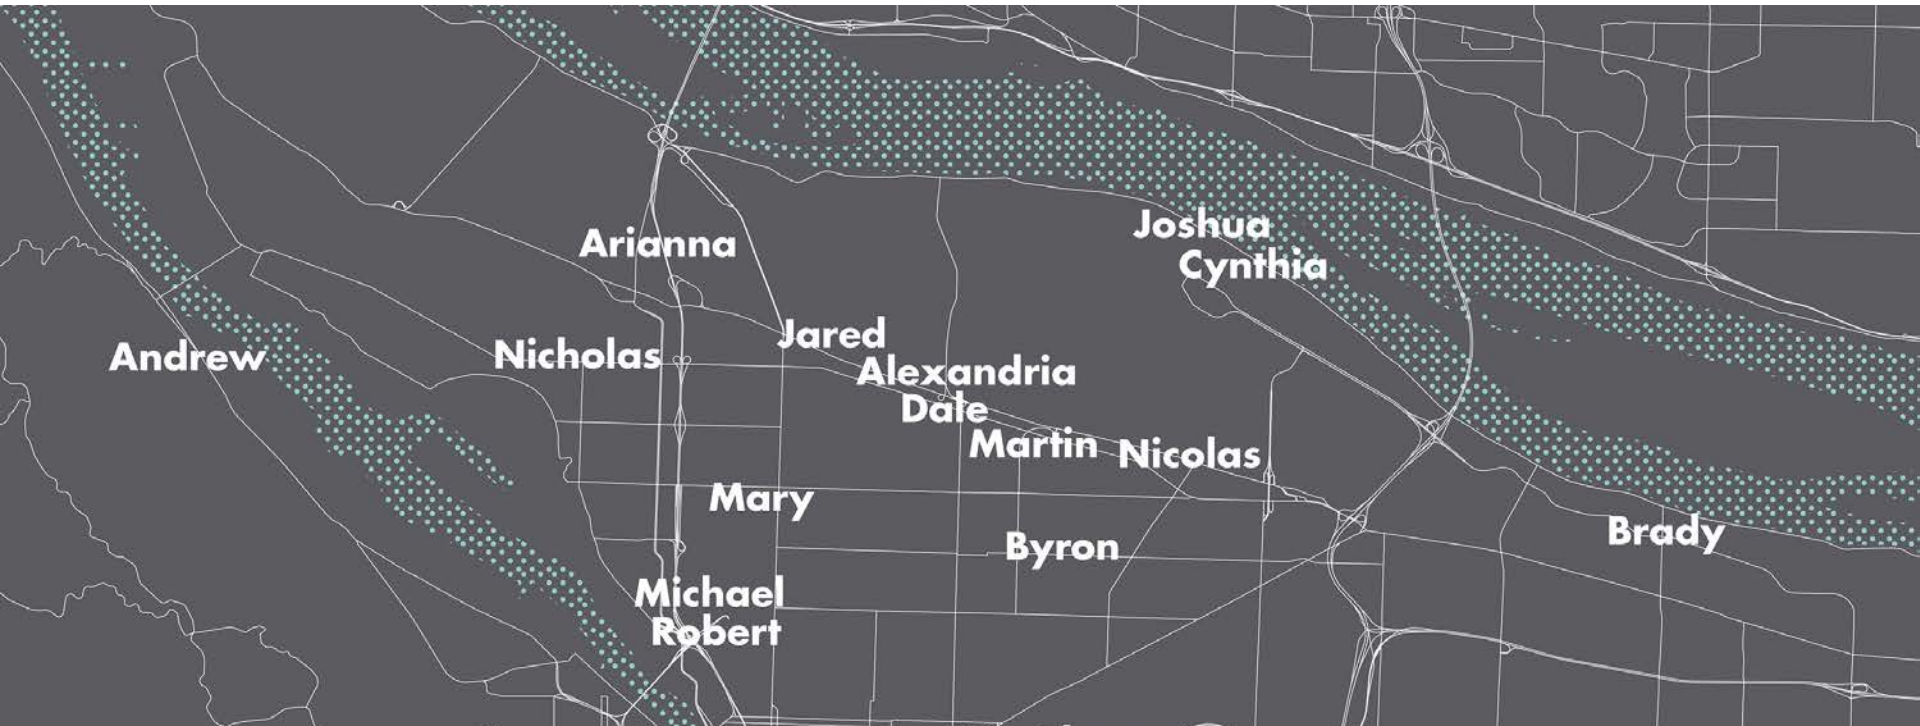 Joshua
Arianna
Cynthia
Jared
Nicholas
Andrew
Alexandria
Dale
Martin
Nicolas
Mary
Brady
Byron
Michael
Robert